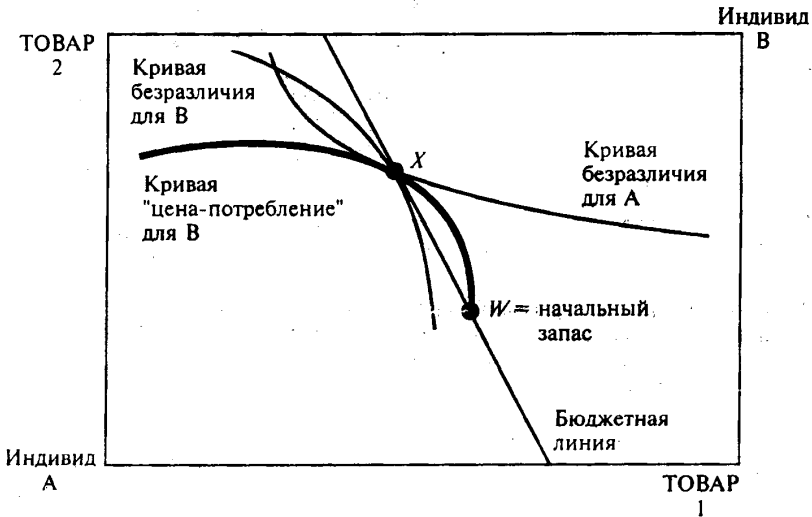 Индивид
В
ТОВАР
2
Кривая
безразличия
для В
X
Кривая
безразличия
для А
Кривая
"цена-потребление"
для В
W = начальный
запас
Бюджетная
линия
Индивид
А
ТОВАР
1